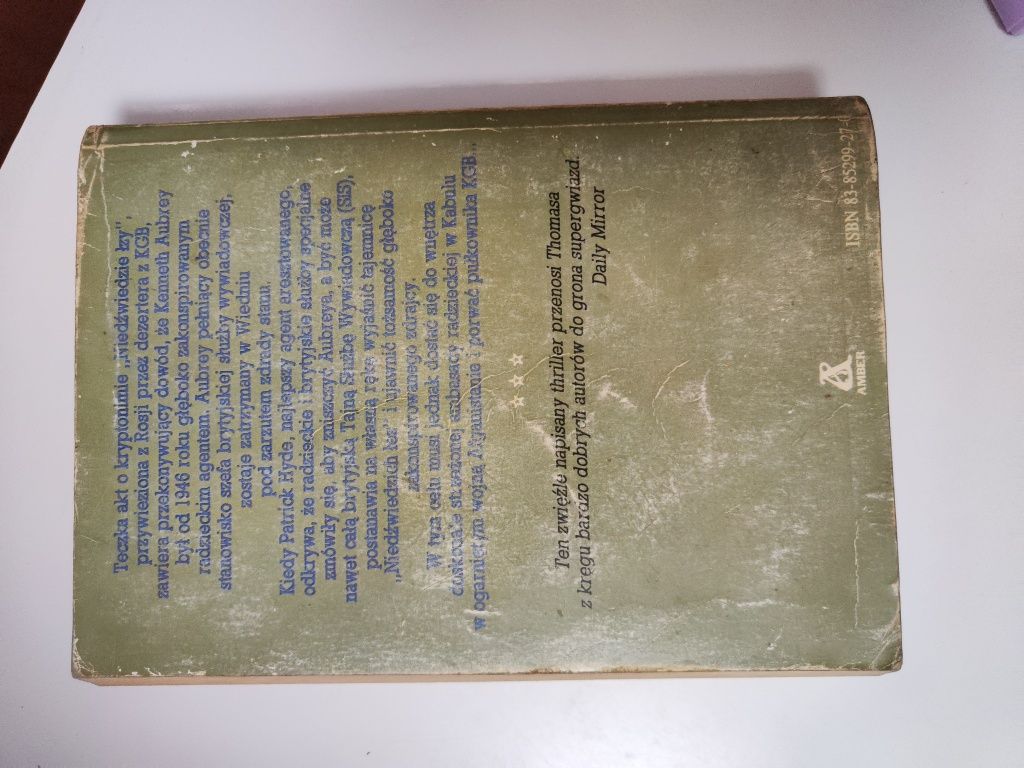 Teczka akt o kryptonimie „Niedźwiedzie łzy”,
przywieziona z Rosji przez dezertera z KGB,
zawiera przekonywujący dowód, że Kenneth Aubrey
był od 1946 roku głęboko zakonspirowanym
radzieckim agentem. Aubrey pełniący obecnie
stanowisko szefa brytyjskiej służby wywiadowczej,
zostaje zatrzymany w Wiedniu
pod zarzutem zdrady stanu.
Kiedy Patrick Hyde, najlepszy agent aresztowanego,
odkrywa, że radzieckie i brytyjskie służby specjalne
zmówiły się, aby zniszczyć Aubreya, a być może
nawet całą brytyjską Tajną Służbę Wywiadowczą (SIS),
postanawia na własną rękę wyjaśnić tajemnicę
„Niedźwiedzich łez” i ujawnić tożsamość głęboko
zakonspirowanego zdrajcy.
W tym celu musi jednak dostać się do wnętrza
doskonale strzeżonej ambasady radzieckiej w Kabulu
w ogarniętym wojną Afganistanie i porwać pułkownika KGB...
Ten zwięźle napisany thriller przenosi Thomasa
z kręgu bardzo dobrych autorów do grona supergwiazd.
Daily Mirror
AMBER
ISBN 83-85299-27-